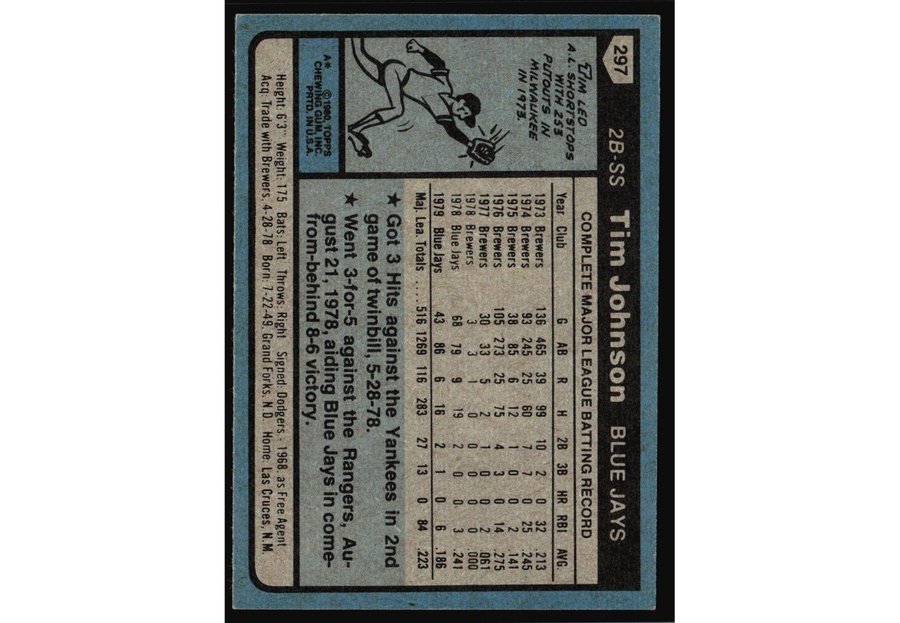 297
2B-SS Tim Johnson BLUE JAYS
TIM LED
A.L. SHORTSTOPS
WITH 253
PUTOUTS IN
MILWAUKEE
IN 1973.
A* ©1980, TOPPS
CHEWING GUM, INC.
PRTD. IN U.S.A.
COMPLETE MAJOR LEAGUE BATTING RECORD
Year Club G AB R H 2B 3B HR RBI AVG.
1973 Brewers 136 465 39 99 10 2 0 32 .213
1974 Brewers 93 245 25 60 7 7 0 25 .245
1975 Brewers 38 85 6 12 1 0 0 2 .141
1976 Brewers 105 273 25 75 4 3 0 14 .275
1977 Brewers 30 33 5 2 1 0 0 2 .061
1978 Brewers 3 3 1 0 0 0 0 0 .000
1978 Blue Jays 68 79 9 19 2 0 0 3 .241
1979 Blue Jays 43 86 6 16 2 1 0 6 .186
Maj. Lea. Totals .... 516 1269 116 283 27 13 0 84 .223
★ Got 3 Hits against the Yankees in 2nd
game of twinbill, 5-28-78.
★ Went 3-for-5 against the Rangers, Au-
gust 21, 1978, aiding Blue Jays in come-
from-behind 8-6 victory.
Height: 6'3" Weight: 175 Bats: Left Throws: Right Signed: Dodgers - 1968, as Free Agent
Acq: Trade with Brewers, 4-28-78 Born: 7-22-49, Grand Forks, N.D. Home: Las Cruces, N.M.